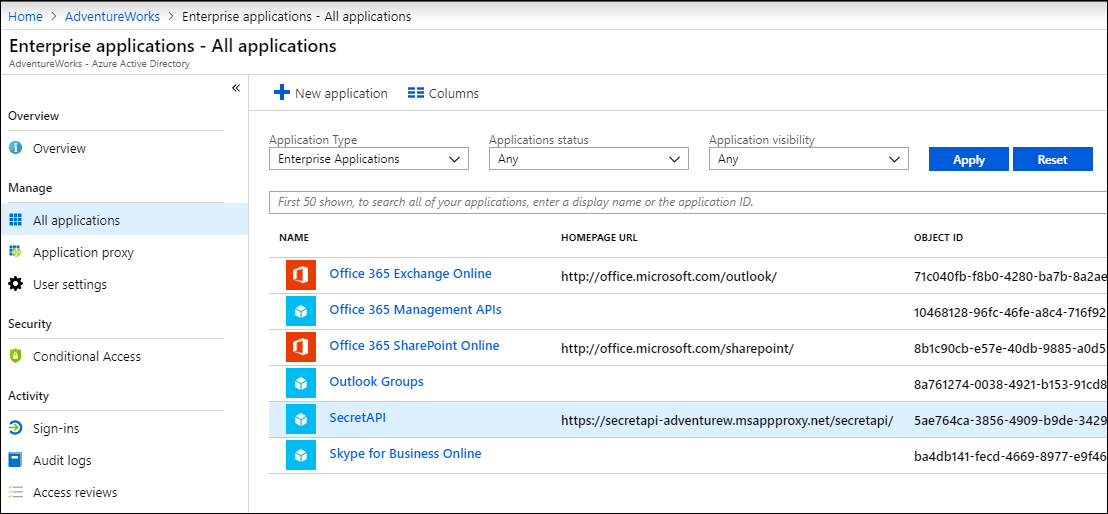 Home > AdventureWorks > Enterprise applications - All applications
Enterprise applications - All applications
AdventureWorks - Azure Active Directory
«
Overview
Overview
Manage
All applications
Application proxy
User settings
Security
Conditional Access
Activity
Sign-ins
Audit logs
Access reviews
New application Columns
Application Type Applications status Application visibility
Enterprise Applications Any Any Apply Reset
First 50 shown, to search all of your applications, enter a display name or the application ID.
NAME HOMEPAGE URL OBJECT ID
Office 365 Exchange Online http://office.microsoft.com/outlook/ 71c040fb-f8b0-4280-ba7b-8a2ae
Office 365 Management APIs 10468128-96fc-46fe-a8c4-716f92
Office 365 SharePoint Online http://office.microsoft.com/sharepoint/ 8b1c90cb-e57e-40db-9885-a0d5
Outlook Groups 8a761274-0038-4921-b153-91cd8
SecretAPI https://secretapi-adventurew.msappproxy.net/secretapi/ 5ae764ca-3856-4909-b9de-3429
Skype for Business Online ba4db141-fecd-4669-8977-e9f46